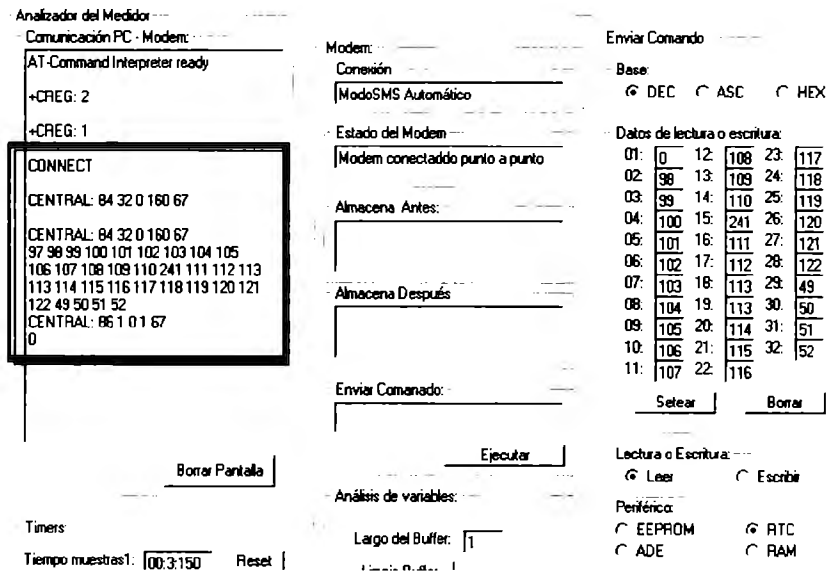 Analizador del Medidor
Comunicación PC - Modem:
AT-Command Interpreter ready
+CREG: 2
+CREG: 1
CONNECT
CENTRAL: 84 32 0 160 67
CENTRAL: 84 32 0 160 67
97 98 99 100 101 102 103 104 105
106 107 108 109 110 241 111 112 113
113 114 115 116 117 118 119 120 121
122 49 50 51 52
CENTRAL: 86 1 0 1 67
0
Borrar Pantalla
Timers
Tiempo muestras1: 00:3:150 Reset
Modem:
Conexión
ModoSMS Automático
Estado del Modem
Modem conectaddo punto a punto
Almacena Antes:
Almacena Después
Enviar Comanado:
Ejecutar
Análisis de variables:
Largo del Buffer: 1
Limpia Buffer
Enviar Comando
Base:
DEC ASC HEX
Datos de lectura o escritura:
01: 0 12: 108 23: 117
02: 98 13: 109 24: 118
03: 99 14: 110 25: 119
04: 100 15: 241 26: 120
05: 101 16: 111 27: 121
06: 102 17: 112 28: 122
07: 103 18: 113 29: 49
08: 104 19. 113 30. 50
09: 105 20: 114 31: 51
10: 106 21: 115 32: 52
11: 107 22: 116
Setear Borrar
Lectura o Escritura:
Leer Escribir
Periférico:
EEPROM RTC
ADE RAM